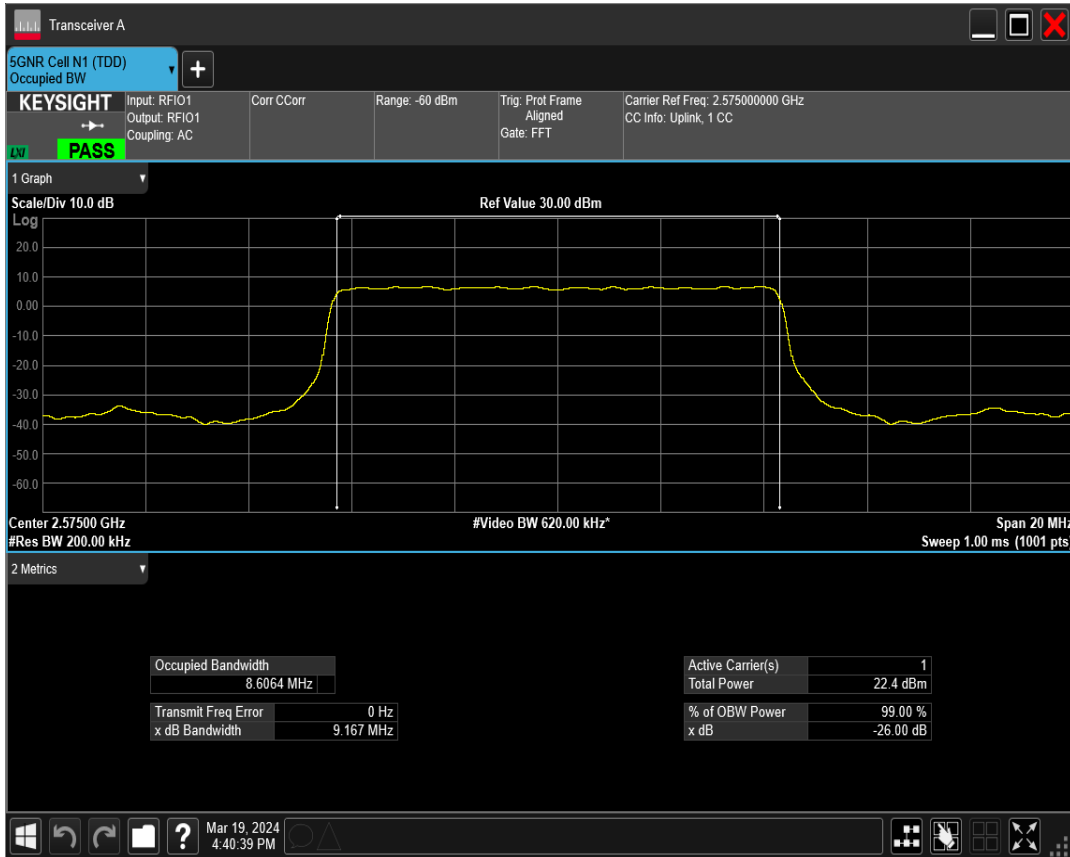 Transceiver A
5GNR Cell N1 (TDD)
Occupied BW
+
KEYSIGHT
Input: RFIO1
Output: RFIO1
Coupling: AC
Corr CCorr
Range: -60 dBm
Trig: Prot Frame
Aligned
Gate: FFT
Carrier Ref Freq: 2.575000000 GHz
CC Info: Uplink, 1 CC
LXI
PASS
1 Graph
Scale/Div 10.0 dB
Ref Value 30.00 dBm
Log
20.0
10.0
0.00
-10.0
-20.0
-30.0
-40.0
-50.0
-60.0
Center 2.57500 GHz
#Video BW 620.00 kHz*
Span 20 MHz
#Res BW 200.00 kHz
Sweep 1.00 ms (1001 pts)
2 Metrics
Occupied Bandwidth
8.6064 MHz
Transmit Freq Error 0 Hz
x dB Bandwidth 9.167 MHz
Active Carrier(s) 1
Total Power 22.4 dBm
% of OBW Power 99.00 %
x dB -26.00 dB
?
Mar 19, 2024
4:40:39 PM